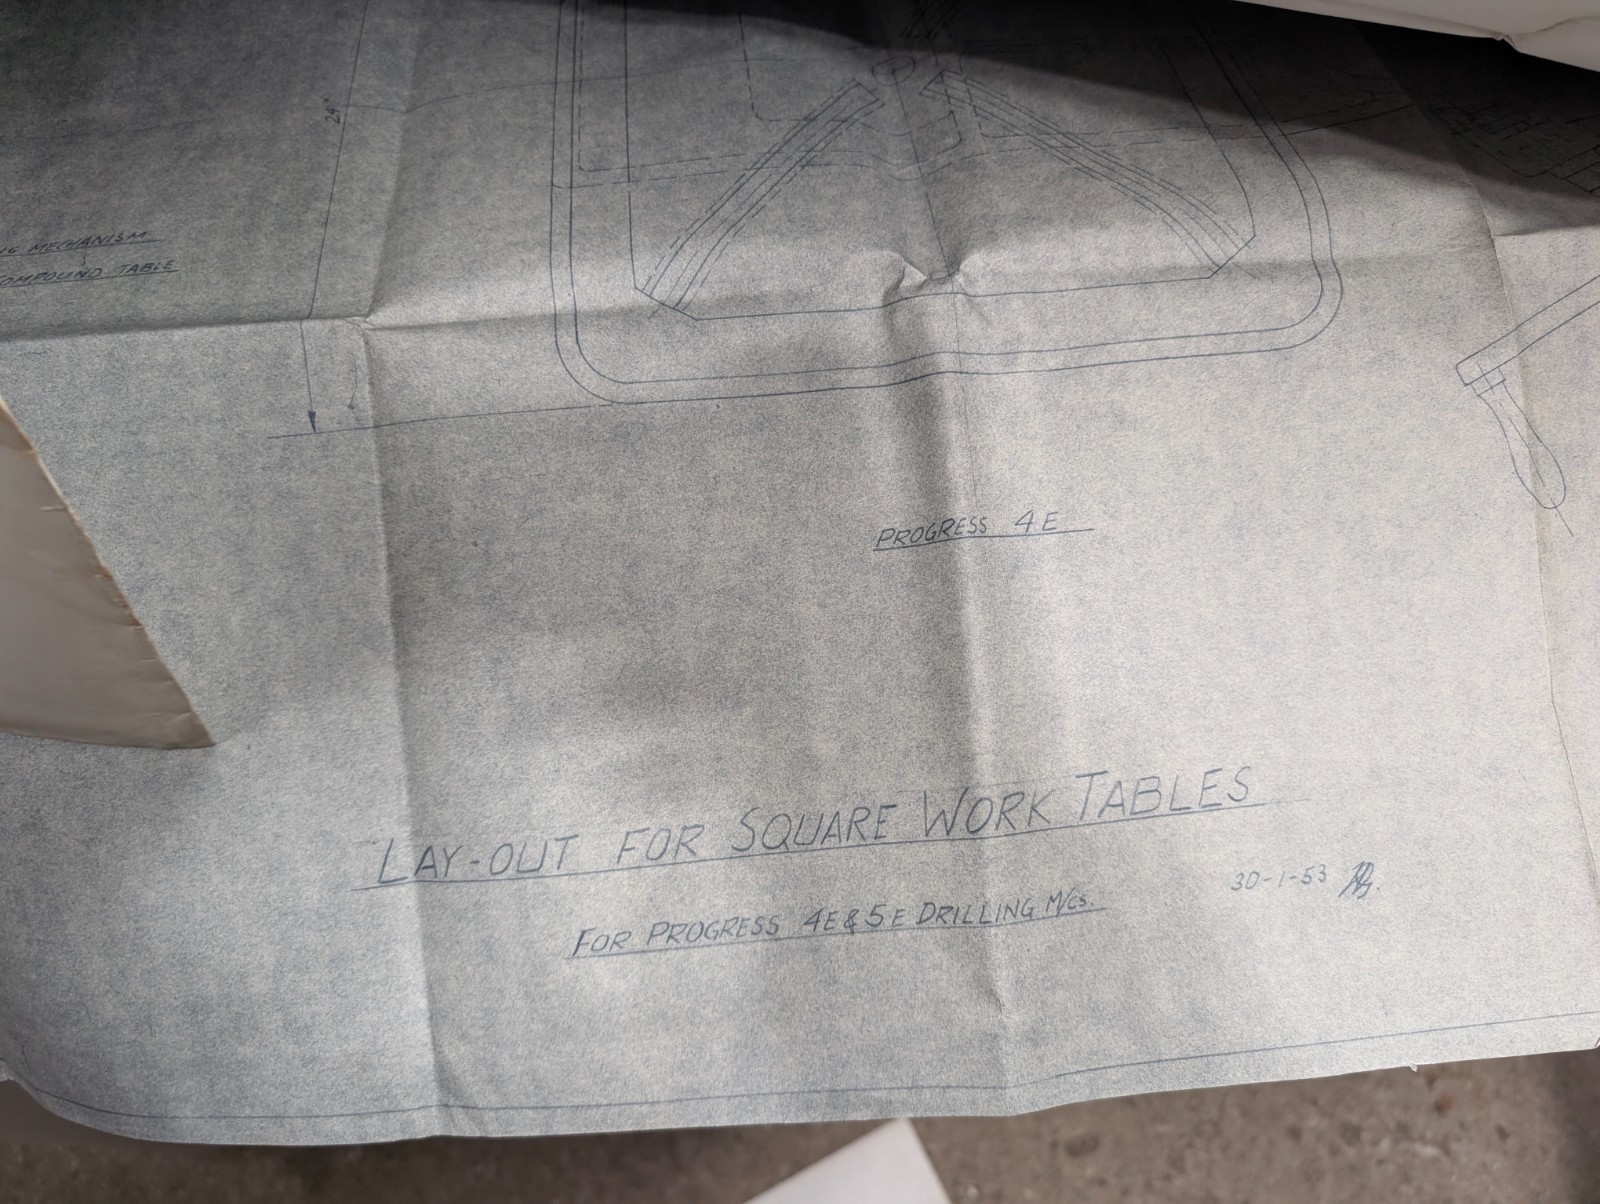 24"
MECHANISM
COMPOUND TABLE
PROGRESS 4E
LAY-OUT FOR SQUARE WORK TABLES
FOR PROGRESS 4E & 5E DRILLING M/CS.
30-1-53